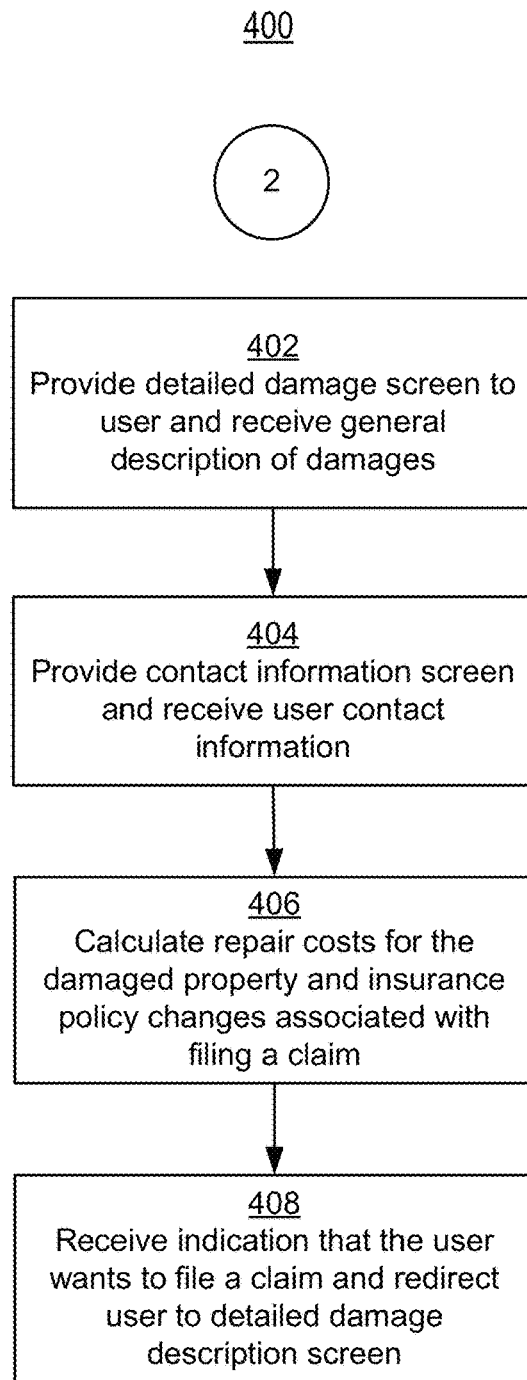 400
2
402
Provide detailed damage screen to
user and receive general
description of damages
404
Provide contact information screen
and receive user contact
information
406
Calculate repair costs for the
damaged property and insurance
policy changes associated with
filing a claim
408
Receive indication that the user
wants to file a claim and redirect
user to detailed damage
description screen